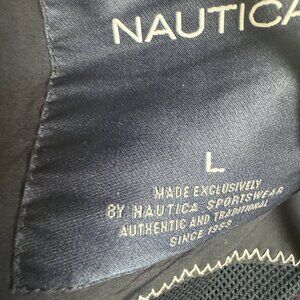 NAUTICA
L
MADE EXCLUSIVELY
BY NAUTICA SPORTSWEAR
AUTHENTIC AND TRADITIONAL
SINCE 1983